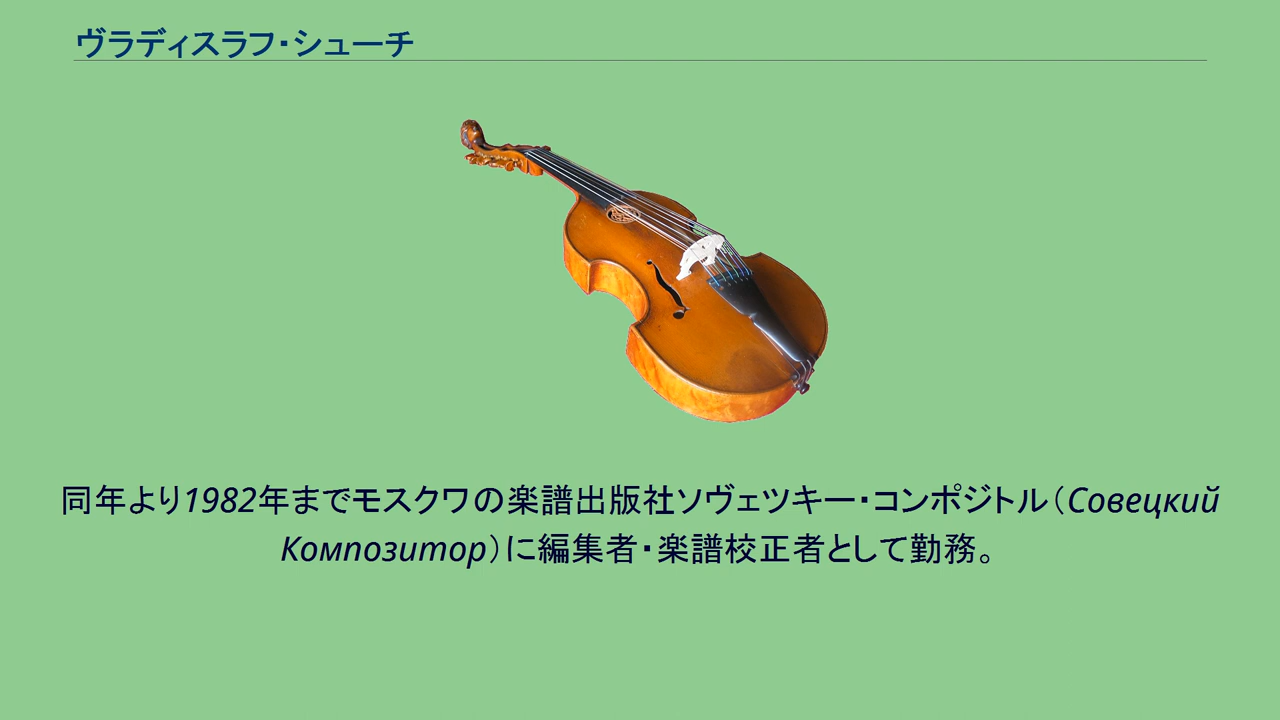 ヴラディスラフ・シューチ
同年より1982年までモスクワの楽譜出版社ソヴェツキー・コンポジトル（Совецкий
Композитор）に編集者・楽譜校正者として勤務。